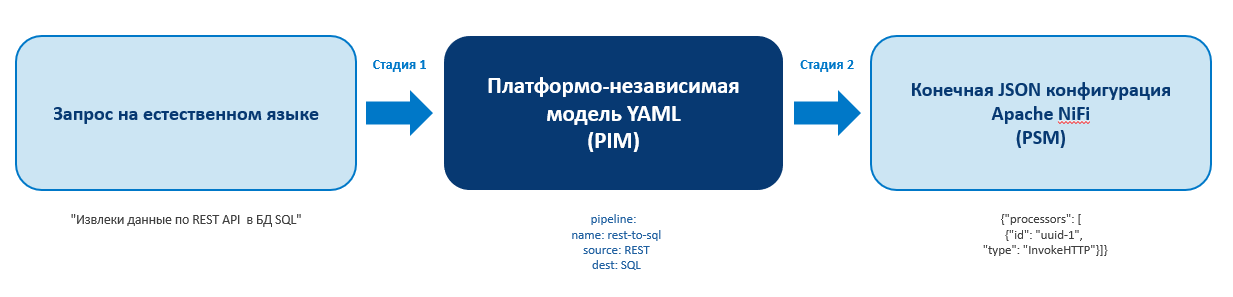 Запрос на естественном языке
Стадия 1
Платформо-независимая
модель YAML
(PIM)
Стадия 2
Конечная JSON конфигурация
Apache NiFi
(PSM)
"Извлеки данные по REST API в БД SQL"
pipeline:
name: rest-to-sql
source: REST
dest: SQL
{"processors": [
{"id": "uuid-1",
"type": "InvokeHTTP"}]}